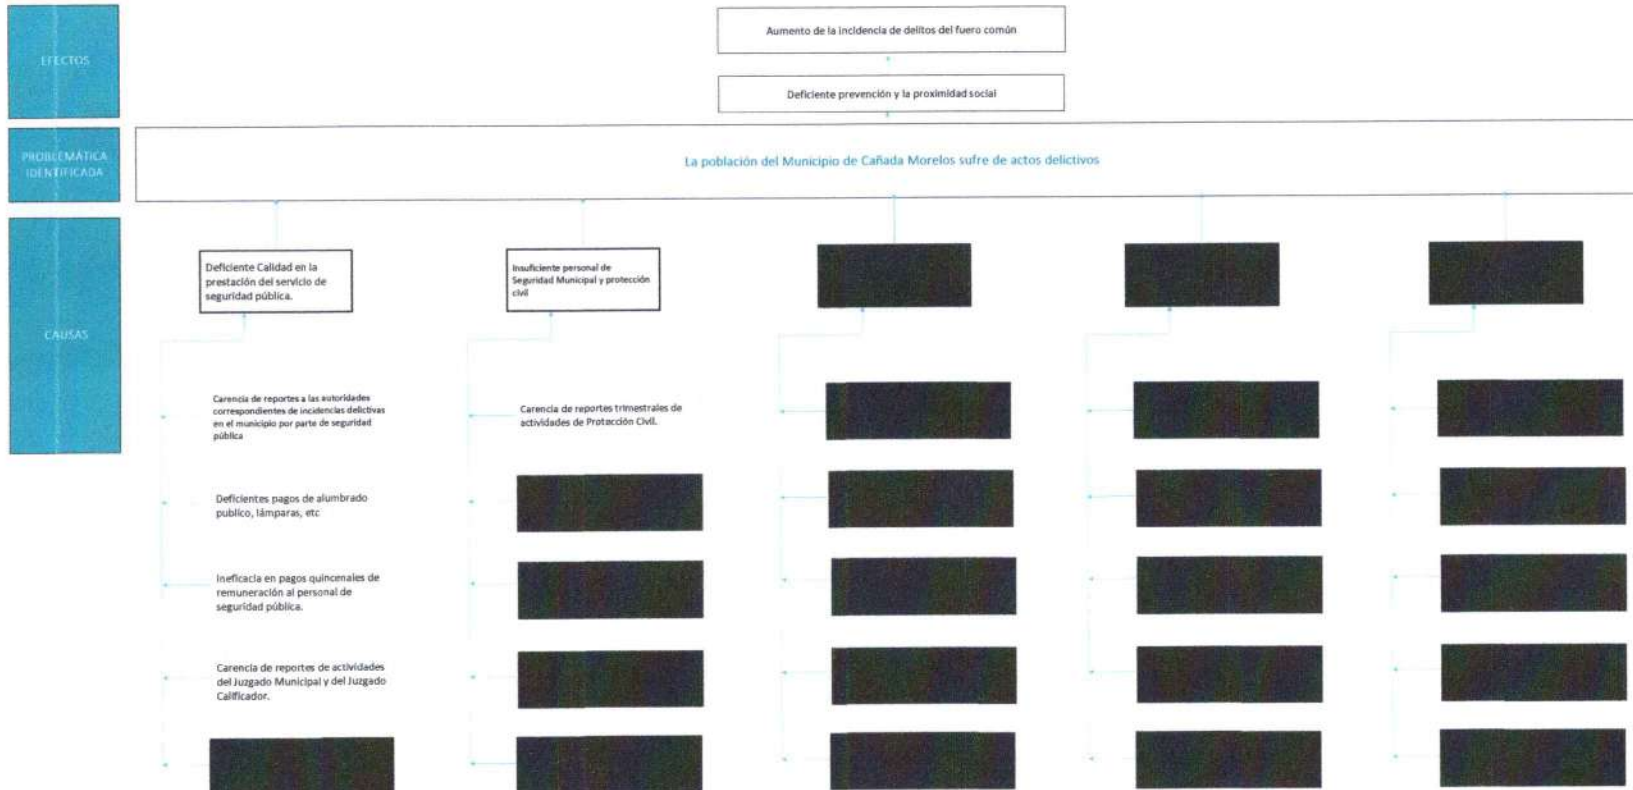 EFECTOS
Aumento de la incidencia de delitos del fuero común
Deficiente prevención y la proximidad social
PROBLEMÁTICA
IDENTIFICADA
La población del Municipio de Cañada Morelos sufre de actos delictivos
CAUSAS
Deficiente Calidad en la
prestación del servicio de
seguridad pública.
Insuficiente personal de
Seguridad Municipal y protección
civil
Carencia de reportes a las autoridades
correspondientes de incidencias delictivas
en el municipio por parte de seguridad
pública
Carencia de reportes trimestrales de
actividades de Protección Civil.
Deficientes pagos de alumbrado
publico, lámparas, etc
Ineficacia en pagos quincenales de
remuneración al personal de
seguridad pública.
Carencia de reportes de actividades
del Juzgado Municipal y del Juzgado
Calificador.